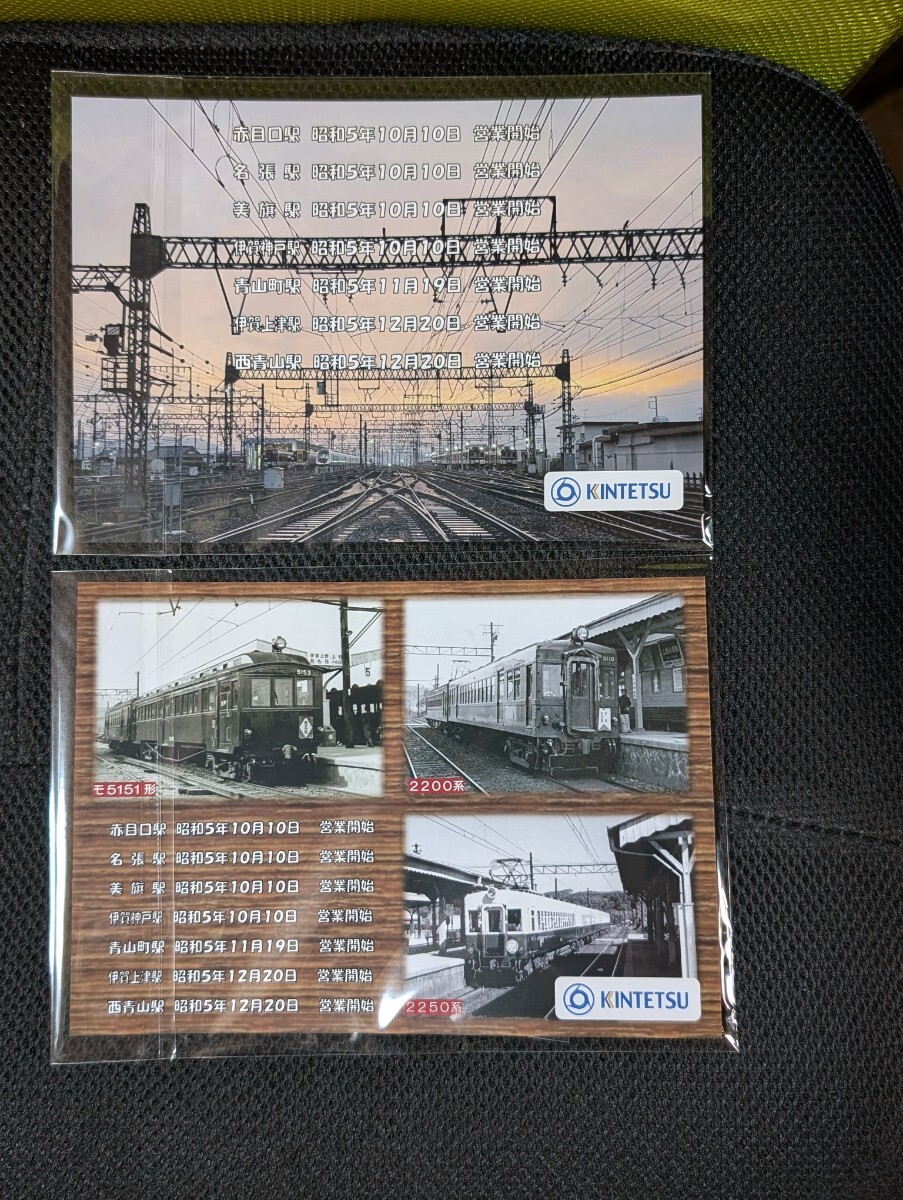 赤目口駅 昭和5年10月10日 営業開始
名張駅 昭和5年10月10日 営業開始
美旗駅 昭和5年10月10日 営業開始
伊賀神戸駅 昭和5年10月10日 営業開始
青山町駅 昭和5年11月19日 営業開始
伊賀上津駅 昭和5年12月20日 営業開始
西青山駅 昭和5年12月20日 営業開始
KINTETSU
5153
5
モ5151形
3110
2200系
赤目口駅 昭和5年10月10日 営業開始
名張駅 昭和5年10月10日 営業開始
美旗駅 昭和5年10月10日 営業開始
伊賀神戸駅 昭和5年10月10日 営業開始
青山町駅 昭和5年11月19日 営業開始
伊賀上津駅 昭和5年12月20日 営業開始
西青山駅 昭和5年12月20日 営業開始
2250系
KINTETSU